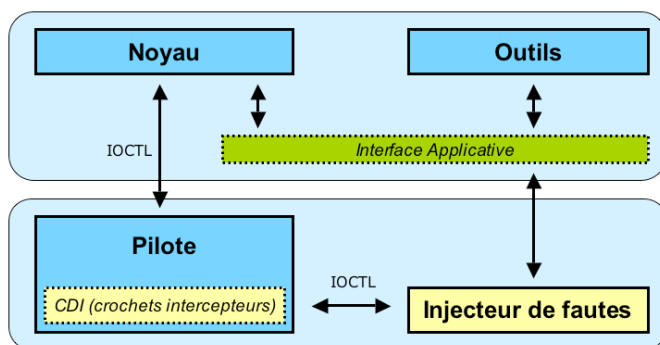 Noyau
Outils
IOCTL
Interface Applicative
Pilote
CDI (crochets intercepteurs)
IOCTL
Injecteur de fautes